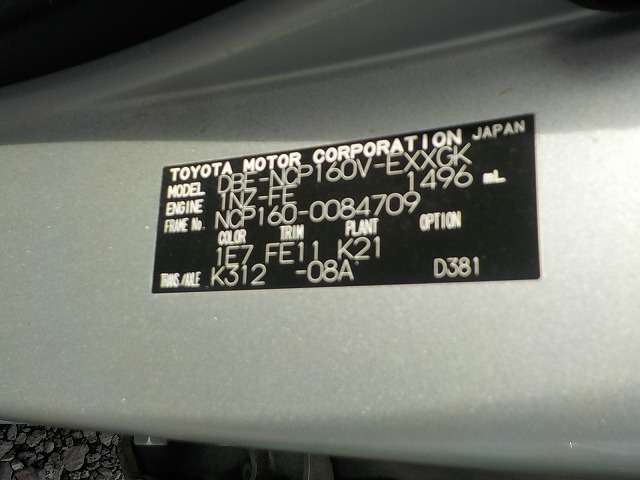 TOYOTA MOTOR CORPORATION JAPAN
MODEL DBE-NCP160V-EXXGK
ENGINE 1NZ-FE 1496 mL
FRAME No. NCP160-0084709
COLOR TRIM PLANT OPTION
1E7 FE11 K21
TRANS/AXLE K312 -08A D381